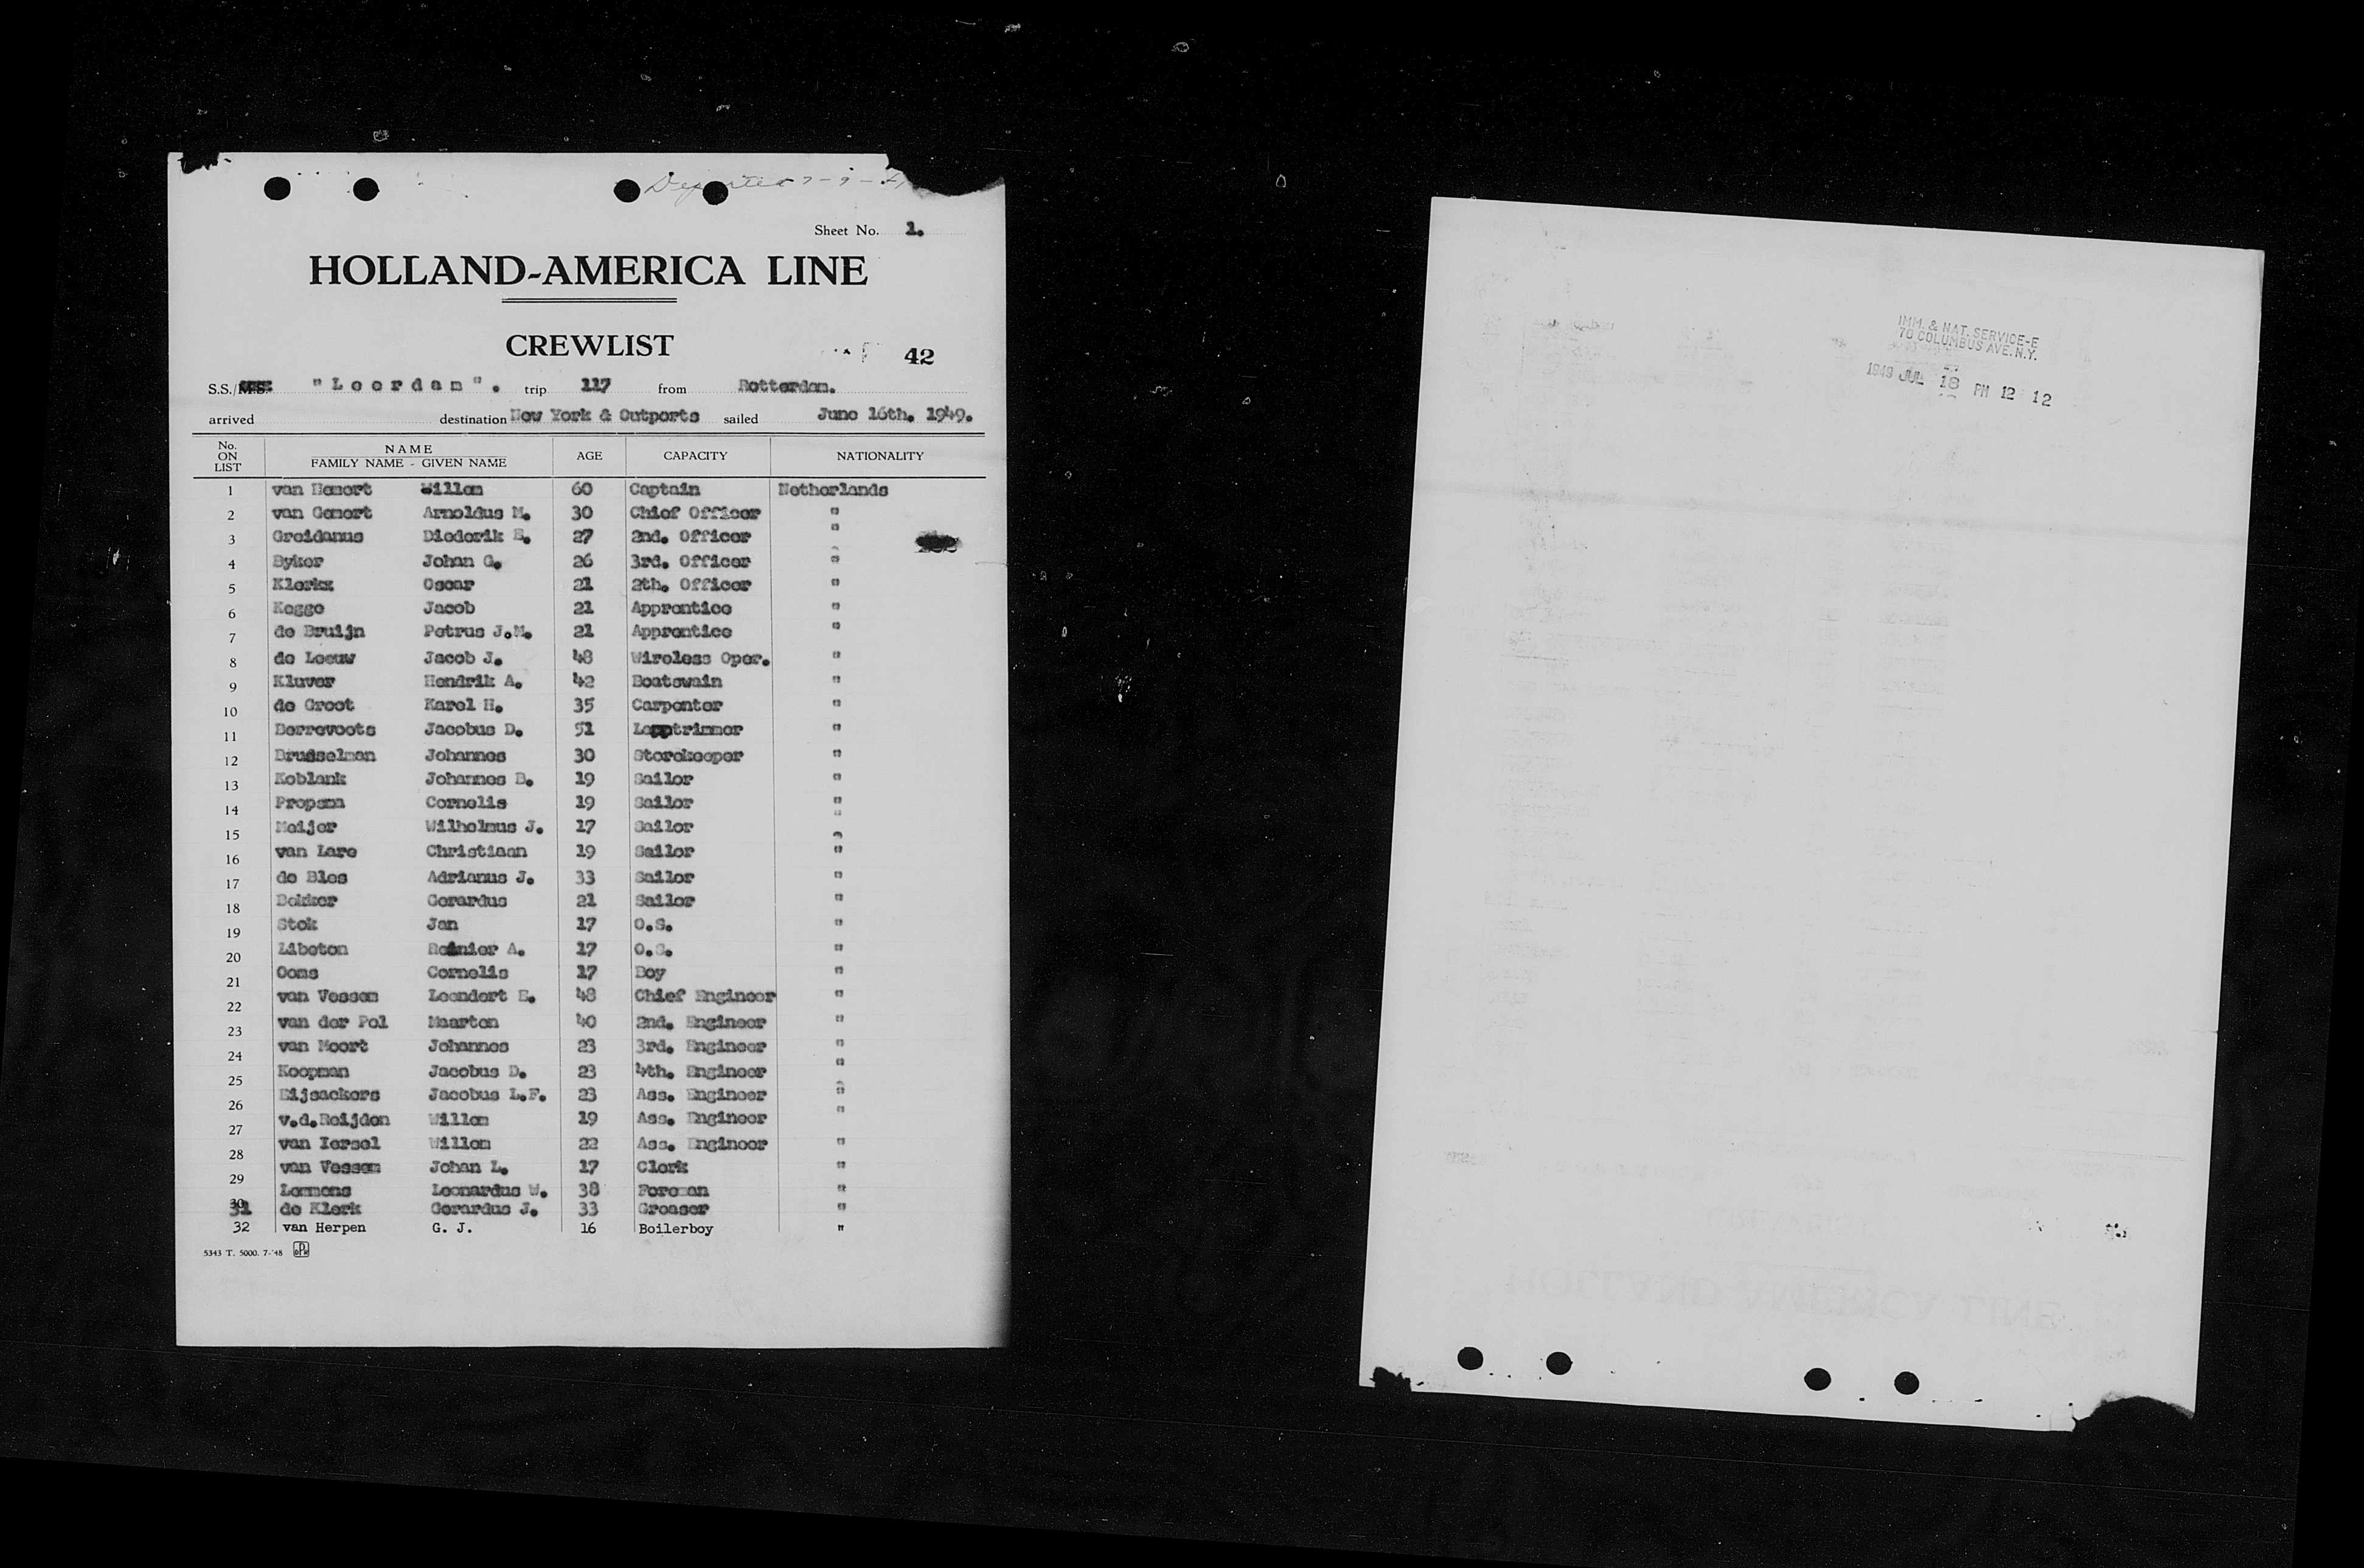 Departed 7-9-
Sheet No. 1.
HOLLAND-AMERICA LINE
CREWLIST
42
S.S./M.S. "Leerdam". trip 117 from Rotterdam.
arrived destination New York & Outports sailed June 16th. 1949.
No. ON LIST NAME FAMILY NAME - GIVEN NAME AGE CAPACITY NATIONALITY
1 van Hemert Willem 60 Captain Netherlands
2 van Gemert Arnoldus M. 30 Chief Officer "
3 Greidanus Diederik E. 27 2nd. Officer "
4 Byker Johan G. 26 3rd. Officer "
5 Klerkx Oscar 21 2th. Officer "
6 Kegge Jacob 21 Apprentice "
7 de Bruijn Petrus J.M. 21 Apprentice "
8 de Leeuw Jacob J. 48 Wireless Oper. "
9 Kluver Hendrik A. 42 Boatswain "
10 de Groot Karel H. 35 Carpenter "
11 Berrevoets Jacobus D. 51 Lamptrimmer "
12 Brusselman Johannes 30 Storekeeper "
13 Koblank Johannes B. 19 Sailor "
14 Propsma Cornelis 19 Sailor "
15 Meijer Wilhelmus J. 17 Sailor "
16 van Lare Christiaan 19 Sailor "
17 de Bles Adrianus J. 33 Sailor "
18 Bakker Gerardus 21 Sailor "
19 Stok Jan 17 O.S. "
20 Libeton Reinier A. 17 O.S. "
21 Ooms Cornelis 17 Boy "
22 van Vessem Leendert E. 48 Chief Engineer "
23 van der Pol Maarten 40 2nd. Engineer "
24 van Moort Johannes 23 3rd. Engineer "
25 Koopman Jacobus D. 23 4th. Engineer "
26 Eijsackers Jacobus L.F. 23 Ass. Engineer "
27 v.d.Reijden Willem 19 Ass. Engineer "
28 van Iersel Willem 22 Ass. Engineer "
29 van Vessem Johan L. 17 Clerk "
30 Lemmens Leonardus W. 38 Foreman "
31 de Klerk Gerardus J. 33 Greaser "
32 van Herpen G. J. 16 Boilerboy "
5343 T. 5000. 7-'48
IMM. & NAT. SERVICE-E
70 COLUMBUS AVE. N.Y.
1949 JUL 18 PM 12 12